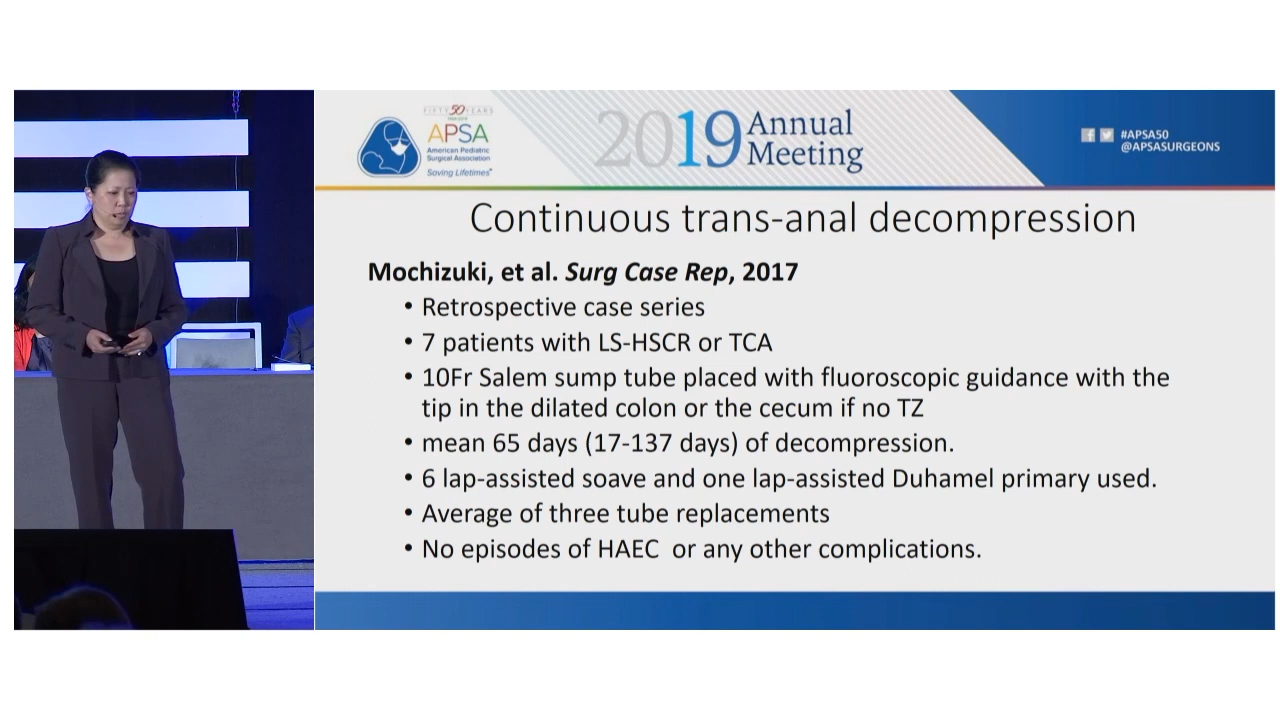 FIFTY 50 YEARS
APSA
American Pediatric
Surgical Association
Saving Lifetimes
2019 Annual
Meeting
#APSA50
@APSASURGEONS
Continuous trans-anal decompression
Mochizuki, et al. Surg Case Rep, 2017
• Retrospective case series
• 7 patients with LS-HSCR or TCA
• 10Fr Salem sump tube placed with fluoroscopic guidance with the
tip in the dilated colon or the cecum if no TZ
• mean 65 days (17-137 days) of decompression.
• 6 lap-assisted soave and one lap-assisted Duhamel primary used.
• Average of three tube replacements
• No episodes of HAEC or any other complications.